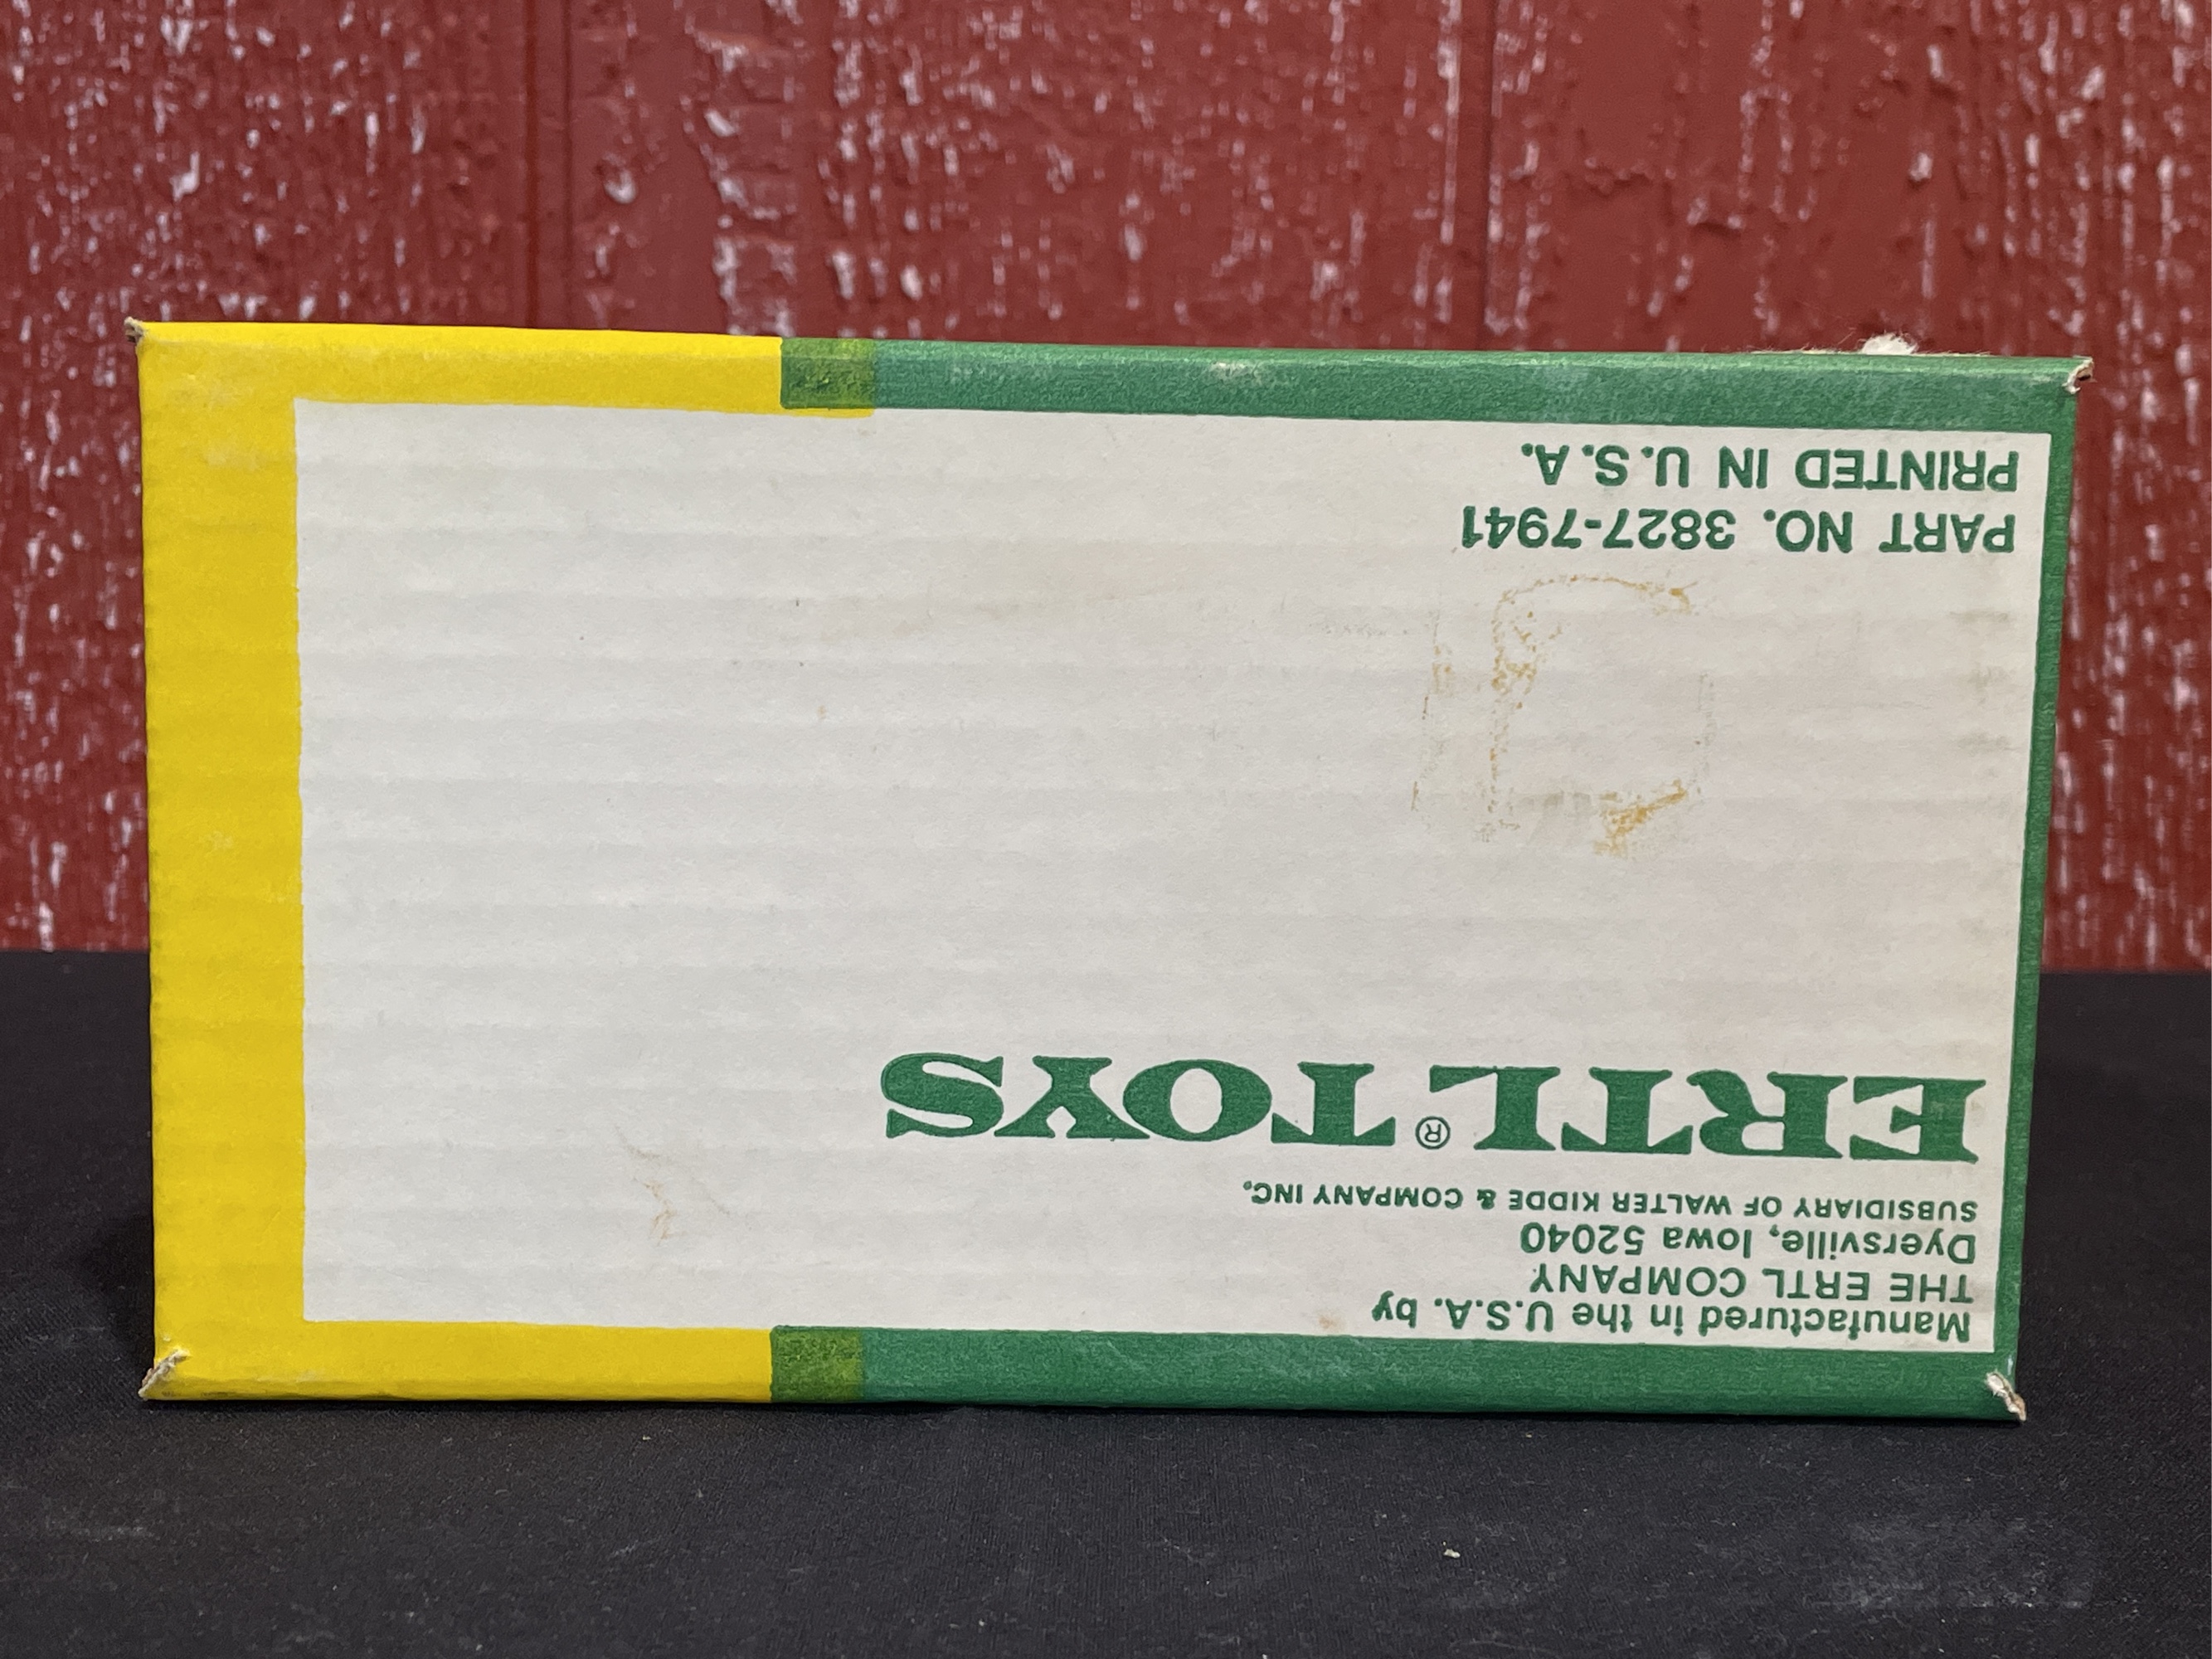 Manufactured in the U.S.A. by
THE ERTL COMPANY
Dyersville, Iowa 52040
SUBSIDIARY OF WALTER KIDDE & COMPANY INC.
ERTL® TOYS
PART NO. 3827-7941
PRINTED IN U.S.A.